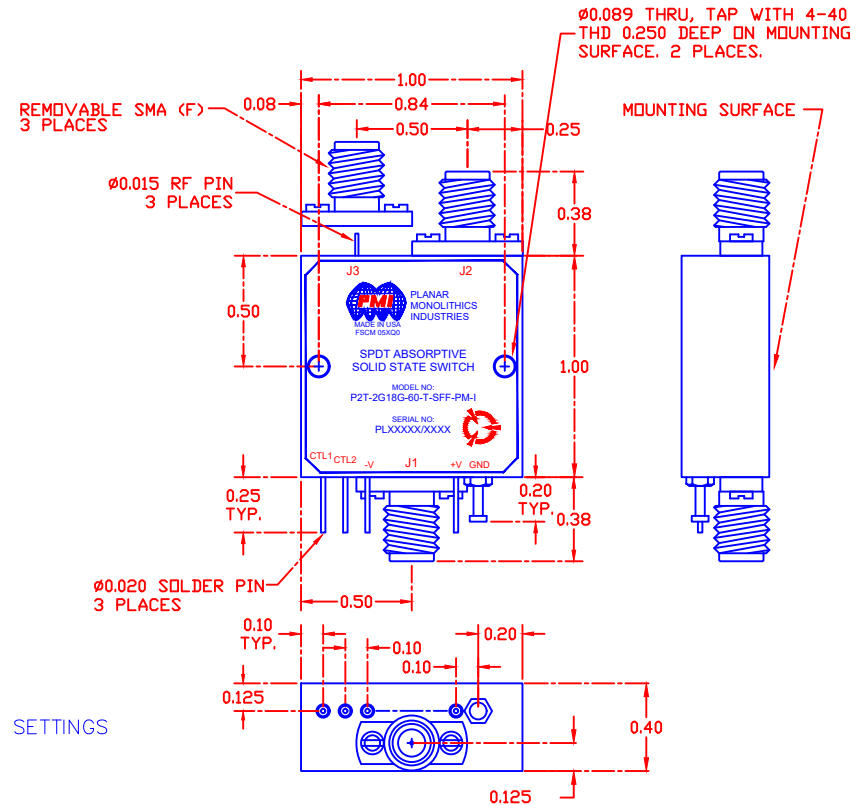 Ø0.089 THRU, TAP WITH 4-40
THD 0.250 DEEP ON MOUNTING
SURFACE. 2 PLACES.
1.00
REMOVABLE SMA (F)
3 PLACES
0.08
0.84
MOUNTING SURFACE
0.50
0.25
Ø0.015 RF PIN
3 PLACES
0.38
J3
J2
PMI
PLANAR
MONOLITHICS
INDUSTRIES
MADE IN USA
FSCM 05XQ0
0.50
SPDT ABSORPTIVE
SOLID STATE SWITCH
1.00
MODEL NO:
P2T-2G18G-60-T-SFF-PM-I
SERIAL NO:
PLXXXXX/XXXX
CTL1
CTL2
-V
J1
+V
GND
0.25
TYP.
0.20
TYP.
0.38
Ø0.020 SOLDER PIN
3 PLACES
0.50
0.10
TYP.
0.10
0.20
0.10
0.125
SETTINGS
0.40
0.125